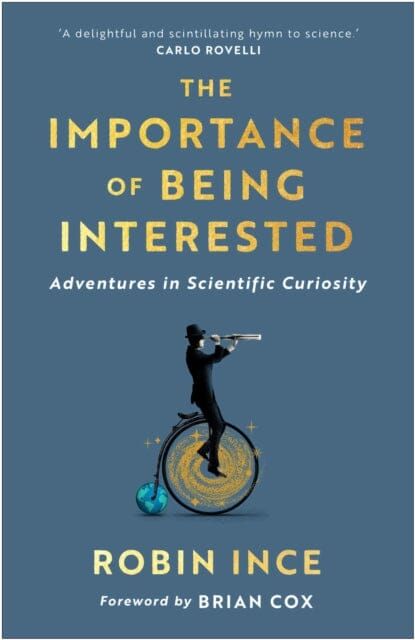 'A delightful and scintillating hymn to science.'
CARLO ROVELLI
THE
IMPORTANCE
OF BEING
INTERESTED
Adventures in Scientific Curiosity
ROBIN INCE
Foreword by BRIAN COX